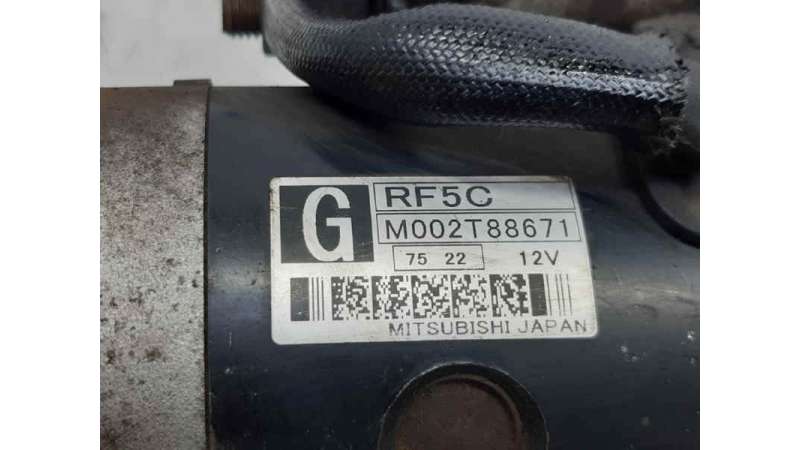 G
RF5C
M002T88671
75 22 12V
MITSUBISHI JAPAN